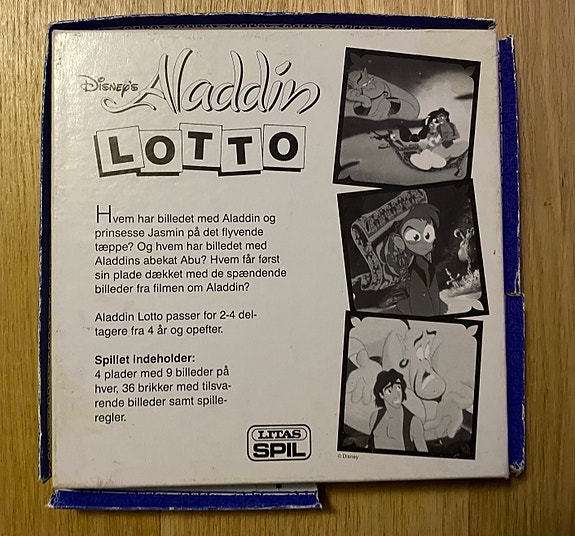 Disney's Aladdin
LOTTO
Hvem har billedet med Aladdin og
prinsesse Jasmin på det flyvende
tæppe? Og hvem har billedet med
Aladdins abekat Abu? Hvem får først
sin plade dækket med de spændende
billeder fra filmen om Aladdin?
Aladdin Lotto passer for 2-4 del-
tagere fra 4 år og opefter.
Spillet indeholder:
4 plader med 9 billeder på
hver, 36 brikker med tilsva-
rende billeder samt spille-
regler.
LITAS
SPIL
© Disney